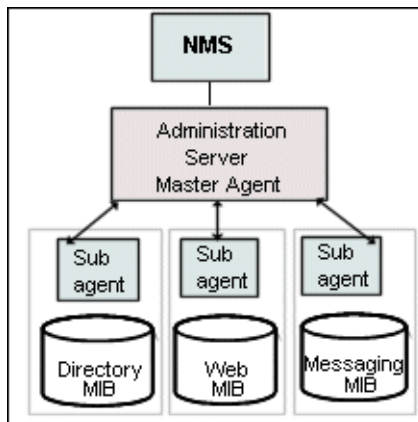 NMS
Administration
Server
Master Agent
Sub
agent
Sub
agent
Sub
agent
Directory
MIB
Web
MIB
Messaging
MIB